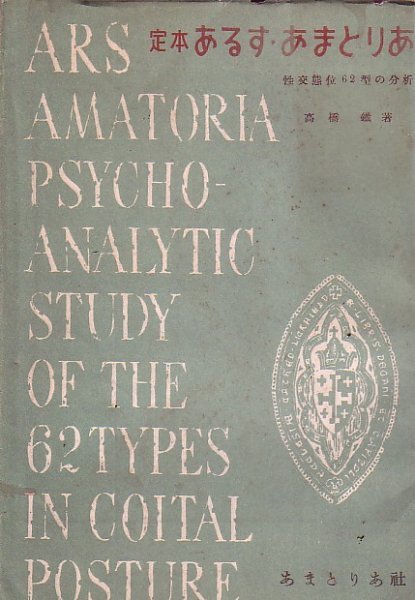 定本 あるす・あまとりあ
性交態位62型の分析
高橋 鐵著
ARS
AMATORIA
PSYCHO-
ANALYTIC
STUDY
OF THE
62 TYPES
IN COITAL
POSTURE
あまとりあ社